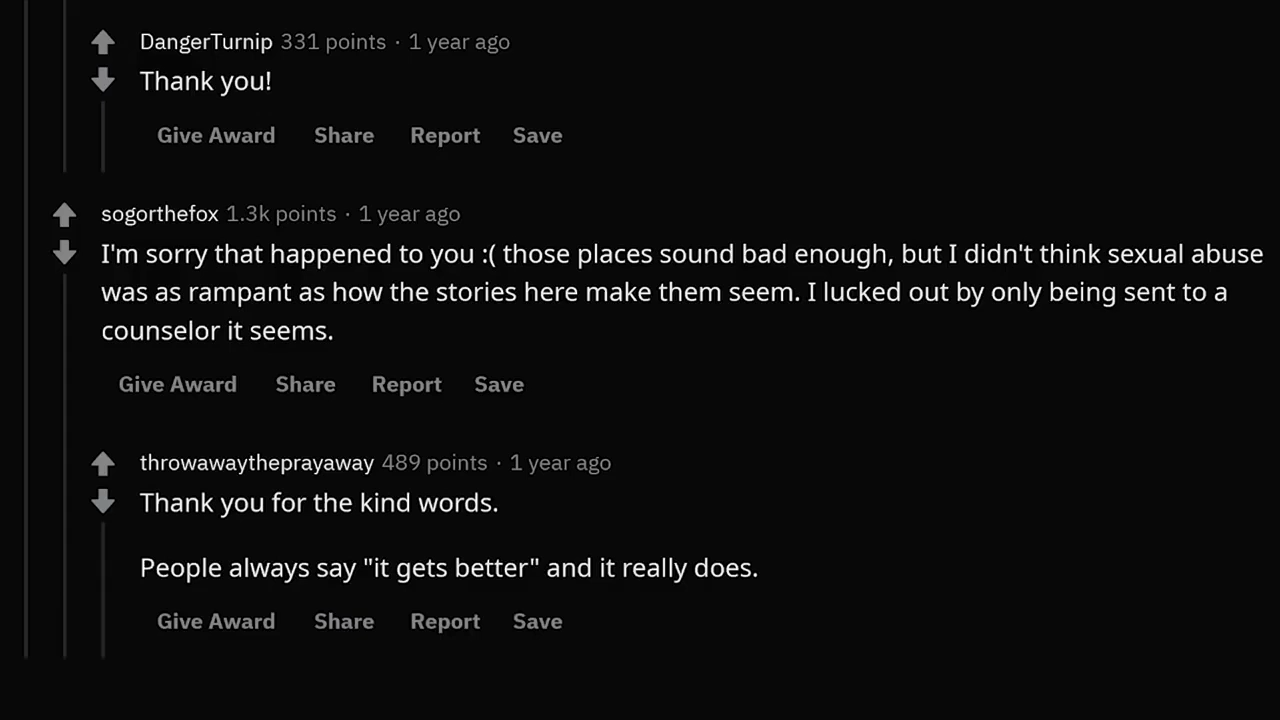 DangerTurnip 331 points · 1 year ago
Thank you!
Give Award Share Report Save
sogorthefox 1.3k points · 1 year ago
I'm sorry that happened to you :( those places sound bad enough, but I didn't think sexual abuse
was as rampant as how the stories here make them seem. I lucked out by only being sent to a
counselor it seems.
Give Award Share Report Save
throwawaytheprayaway 489 points · 1 year ago
Thank you for the kind words.
People always say "it gets better" and it really does.
Give Award Share Report Save